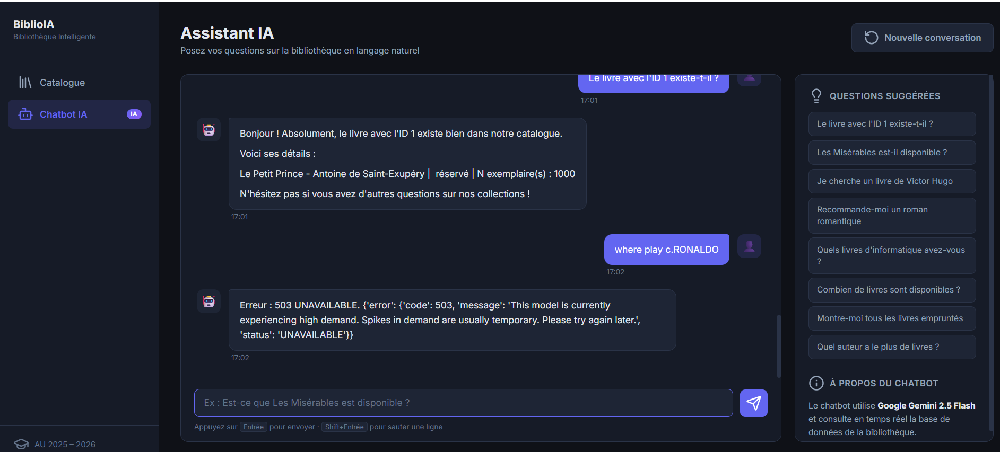 BiblioIA
Bibliothèque Intelligente
Catalogue
Chatbot IA
IA
AU 2025 – 2026
Assistant IA
Posez vos questions sur la bibliothèque en langage naturel
Nouvelle conversation
Le livre avec l'ID 1 existe-t-il ?
17:01
Bonjour ! Absolument, le livre avec l'ID 1 existe bien dans notre catalogue.
Voici ses détails :
Le Petit Prince - Antoine de Saint-Exupéry | réservé | N exemplaire(s) : 1000
N'hésitez pas si vous avez d'autres questions sur nos collections !
17:01
where play c.RONALDO
17:02
Erreur : 503 UNAVAILABLE. {'error': {'code': 503, 'message': 'This model is currently
experiencing high demand. Spikes in demand are usually temporary. Please try again later.',
'status': 'UNAVAILABLE'}}
17:02
Ex : Est-ce que Les Misérables est disponible ?
Appuyez sur Entrée pour envoyer · Shift+Entrée pour sauter une ligne
QUESTIONS SUGGÉRÉES
Le livre avec l'ID 1 existe-t-il ?
Les Misérables est-il disponible ?
Je cherche un livre de Victor Hugo
Recommande-moi un roman
romantique
Quels livres d'informatique avez-vous
?
Combien de livres sont disponibles ?
Montre-moi tous les livres empruntés
Quel auteur a le plus de livres ?
À PROPOS DU CHATBOT
Le chatbot utilise Google Gemini 2.5 Flash
et consulte en temps réel la base de
données de la bibliothèque.